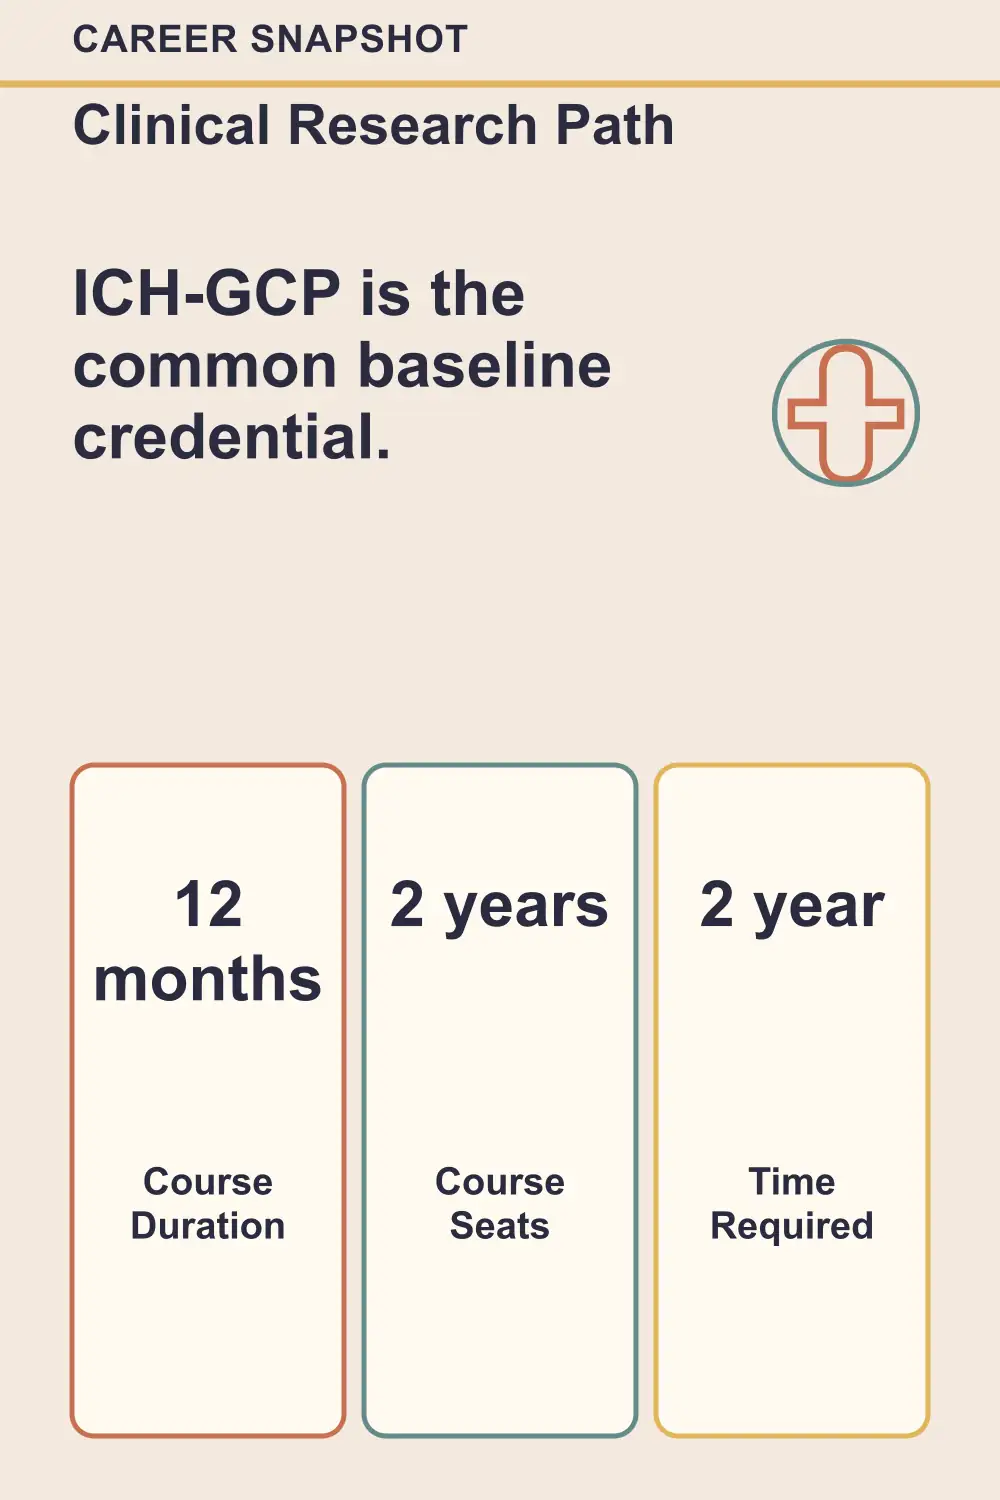 CAREER SNAPSHOT
Clinical Research Path
ICH-GCP is the
common baseline
credential.
12
months
Course
Duration
2 years
Course
Seats
2 year
Time
Required